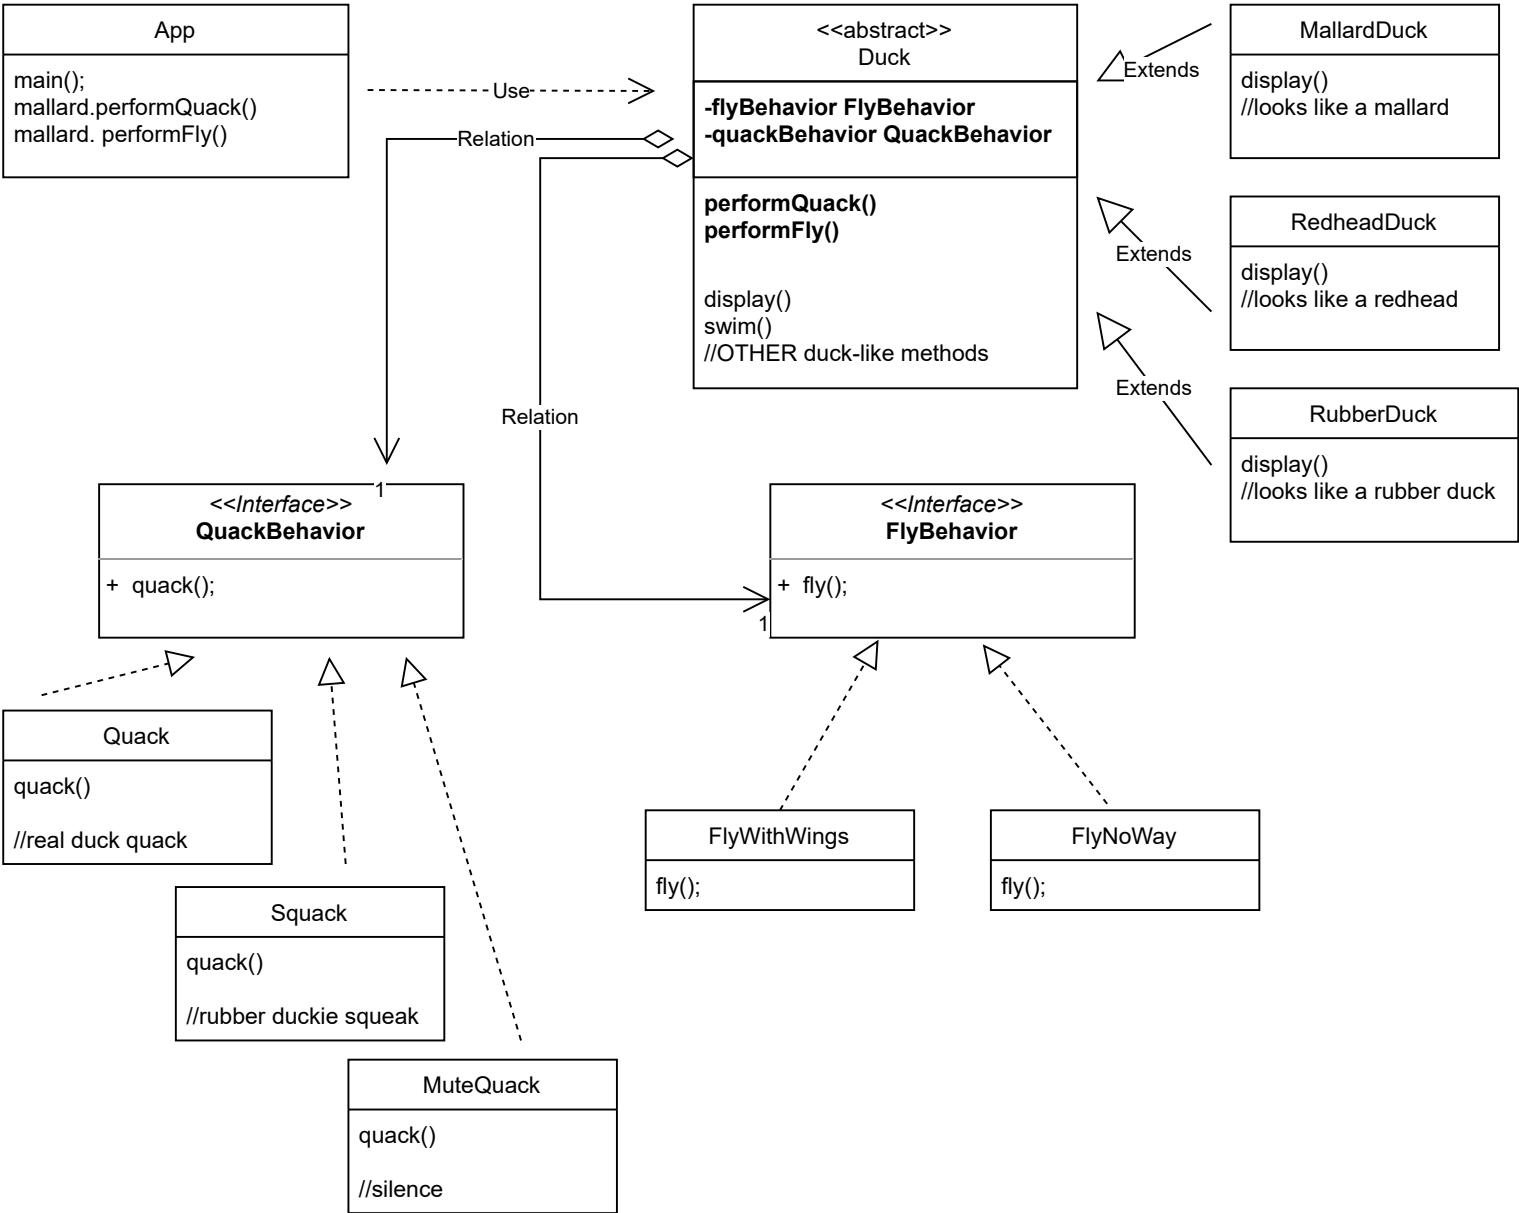 App
main();
mallard.performQuack()
mallard. performFly()
Use
Relation
<<abstract>>
Duck
-flyBehavior FlyBehavior
-quackBehavior QuackBehavior
performQuack()
performFly()
display()
swim()
//OTHER duck-like methods
Extends
MallardDuck
display()
//looks like a mallard
Extends
RedheadDuck
display()
//looks like a redhead
Extends
RubberDuck
display()
//looks like a rubber duck
Relation
1
<<Interface>>
QuackBehavior
+ quack();
<<Interface>>
FlyBehavior
+ fly();
1
Quack
quack()
//real duck quack
Squack
quack()
//rubber duckie squeak
MuteQuack
quack()
//silence
FlyWithWings
fly();
FlyNoWay
fly();